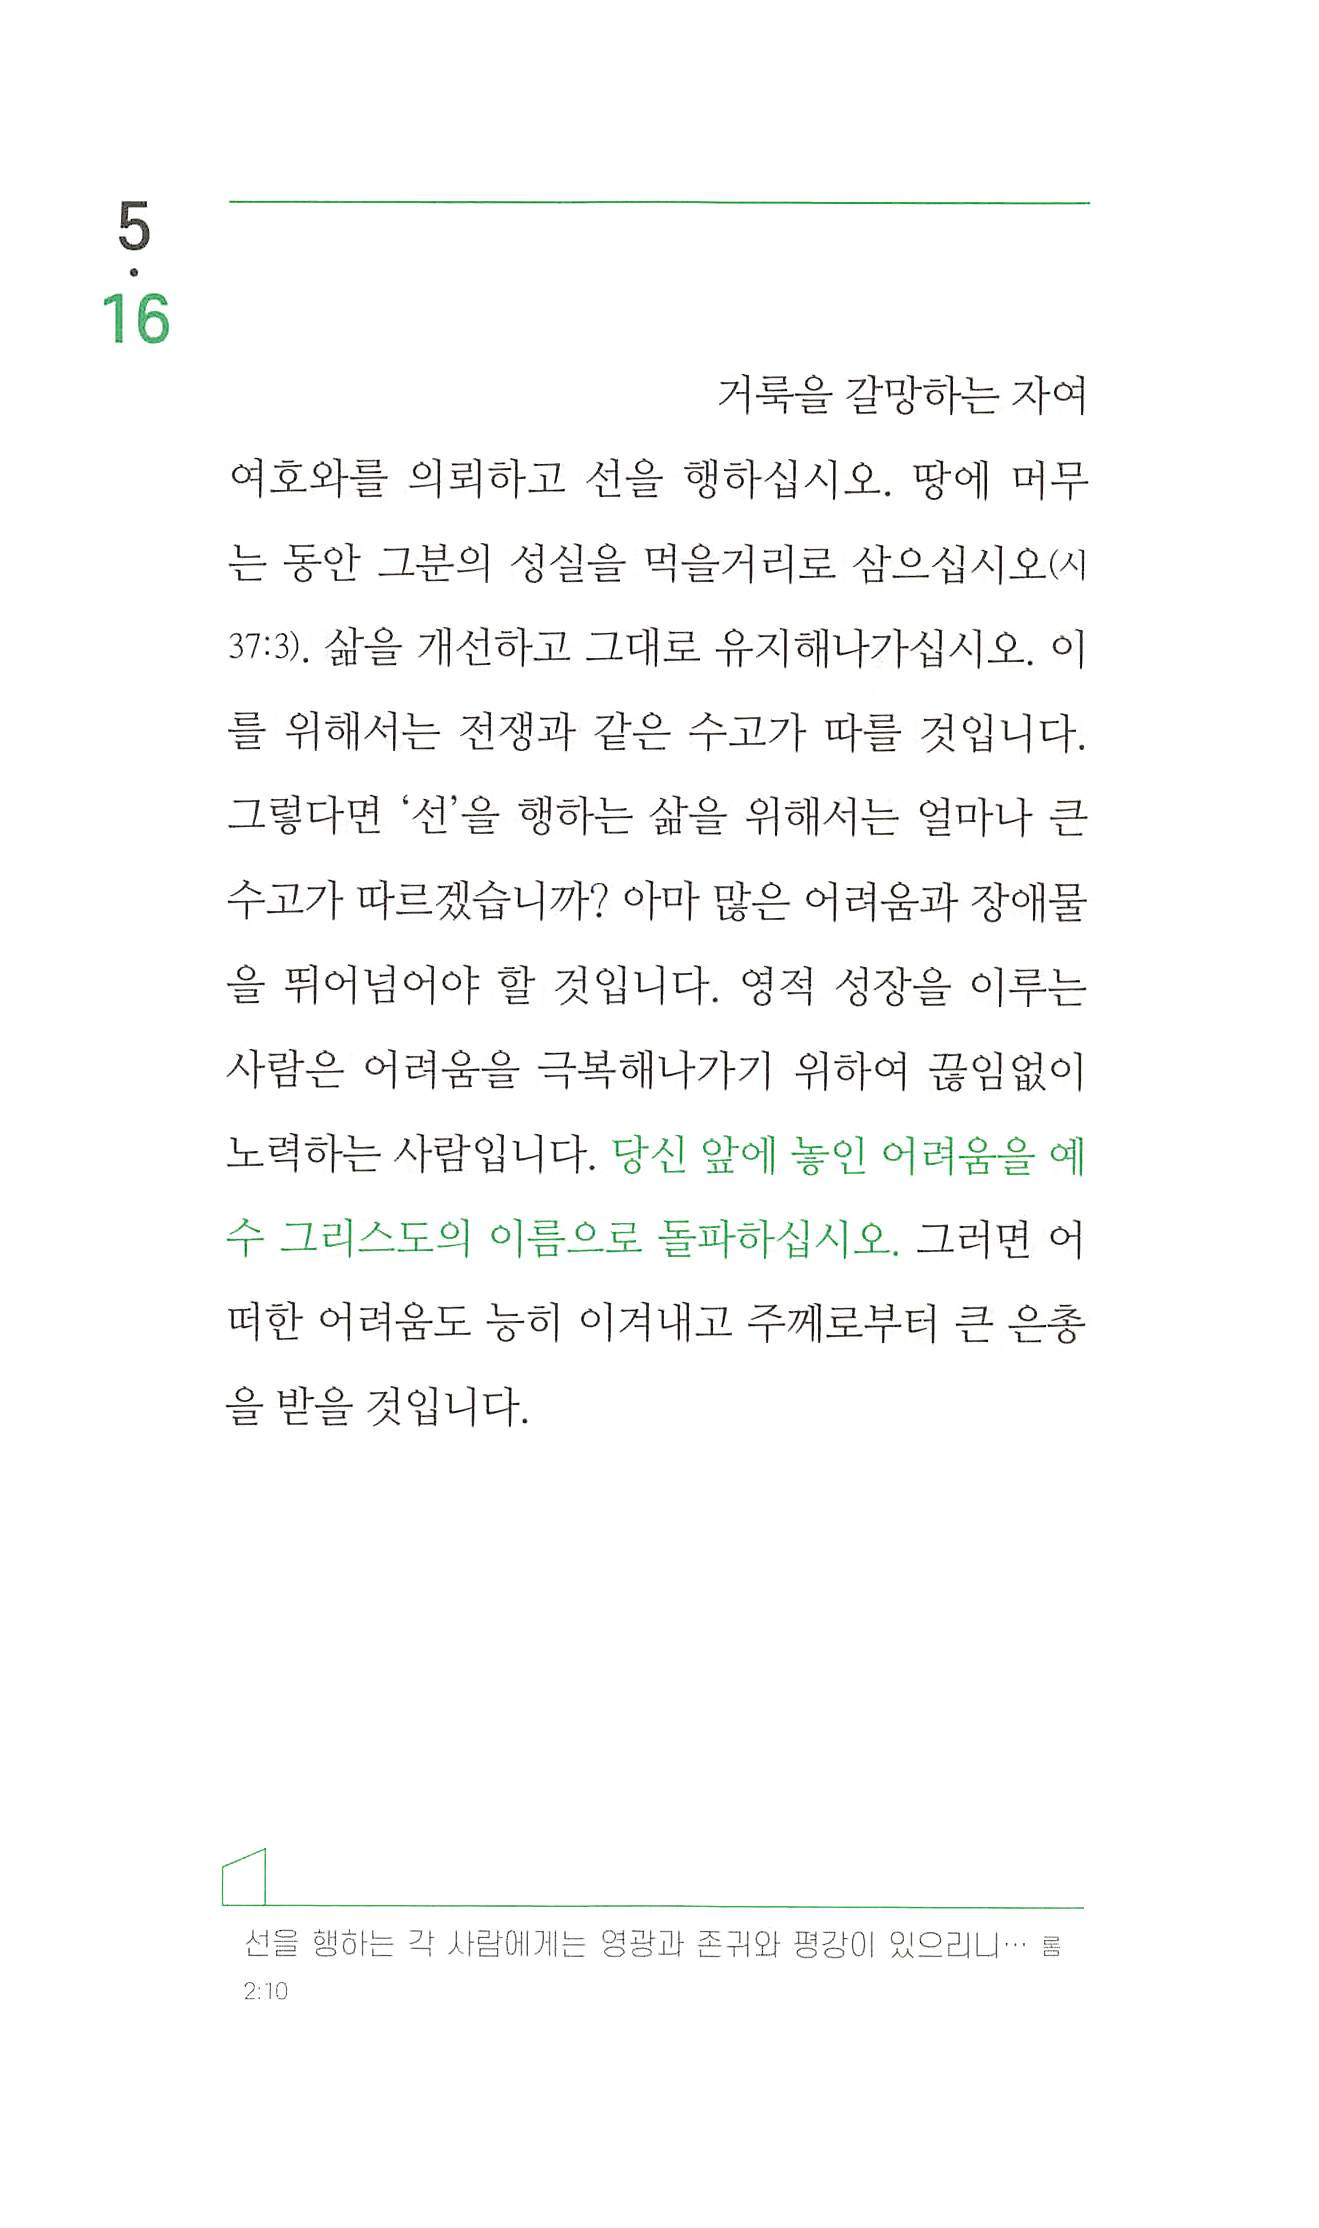 5
·
16
거룩을 갈망하는 자여
여호와를 의뢰하고 선을 행하십시오. 땅에 머무
는 동안 그분의 성실을 먹을거리로 삼으십시오(시
37:3). 삶을 개선하고 그대로 유지해나가십시오. 이
를 위해서는 전쟁과 같은 수고가 따를 것입니다.
그렇다면 ‘선’을 행하는 삶을 위해서는 얼마나 큰
수고가 따르겠습니까? 아마 많은 어려움과 장애물
을 뛰어넘어야 할 것입니다. 영적 성장을 이루는
사람은 어려움을 극복해나가기 위하여 끊임없이
노력하는 사람입니다. 당신 앞에 놓인 어려움을 예
수 그리스도의 이름으로 돌파하십시오. 그러면 어
떠한 어려움도 능히 이겨내고 주께로부터 큰 은총
을 받을 것입니다.
선을 행하는 각 사람에게는 영광과 존귀와 평강이 있으리니… 롬
2:10